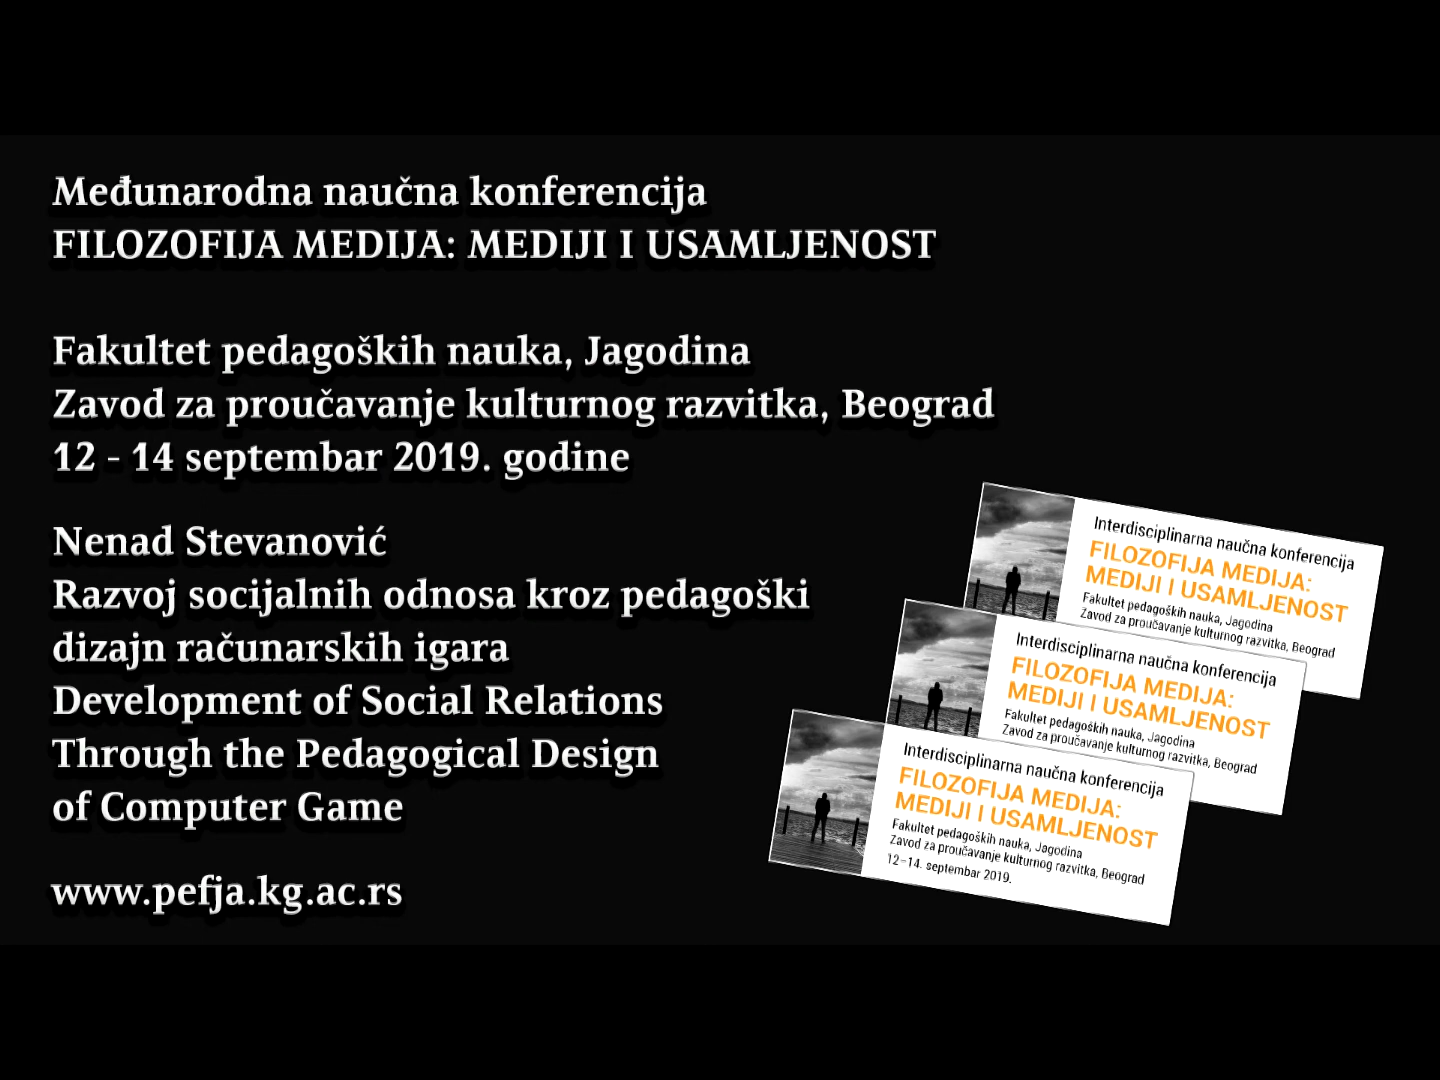 Međunarodna naučna konferencija
FILOZOFIJA MEDIJA: MEDIJI I USAMLJENOST
Fakultet pedagoških nauka, Jagodina
Zavod za proučavanje kulturnog razvitka, Beograd
12 - 14 septembar 2019. godine
Nenad Stevanović
Razvoj socijalnih odnosa kroz pedagoški
dizajn računarskih igara
Development of Social Relations
Through the Pedagogical Design
of Computer Game
www.pefja.kg.ac.rs
Interdisciplinarna naučna konferencija
FILOZOFIJA MEDIJA:
MEDIJI I USAMLJENOST
Fakultet pedagoških nauka, Jagodina
Zavod za proučavanje kulturnog razvitka, Beograd
Interdisciplinarna naučna konferencija
FILOZOFIJA MEDIJA:
MEDIJI I USAMLJENOST
Fakultet pedagoških nauka, Jagodina
Zavod za proučavanje kulturnog razvitka, Beograd
Interdisciplinarna naučna konferencija
FILOZOFIJA MEDIJA:
MEDIJI I USAMLJENOST
Fakultet pedagoških nauka, Jagodina
Zavod za proučavanje kulturnog razvitka, Beograd
12–14. septembar 2019.